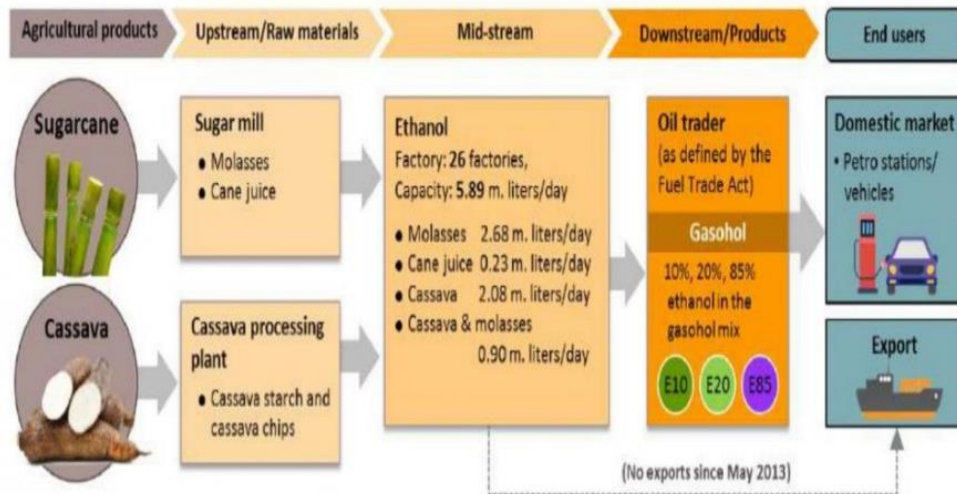 Agricultural products
Upstream/Raw materials
Mid-stream
Downstream/Products
End users
Sugarcane
Sugar mill
● Molasses
● Cane juice
Ethanol
Factory: 26 factories,
Capacity: 5.89 m. liters/day
● Molasses 2.68 m. liters/day
● Cane juice 0.23 m. liters/day
● Cassava 2.08 m. liters/day
● Cassava & molasses
0.90 m. liters/day
Oil trader
(as defined by the
Fuel Trade Act)
Gasohol
10%, 20%, 85%
ethanol in the
gasohol mix
E10 E20 E85
Domestic market
• Petro stations/
vehicles
Cassava
Cassava processing
plant
● Cassava starch and
cassava chips
Export
(No exports since May 2013)